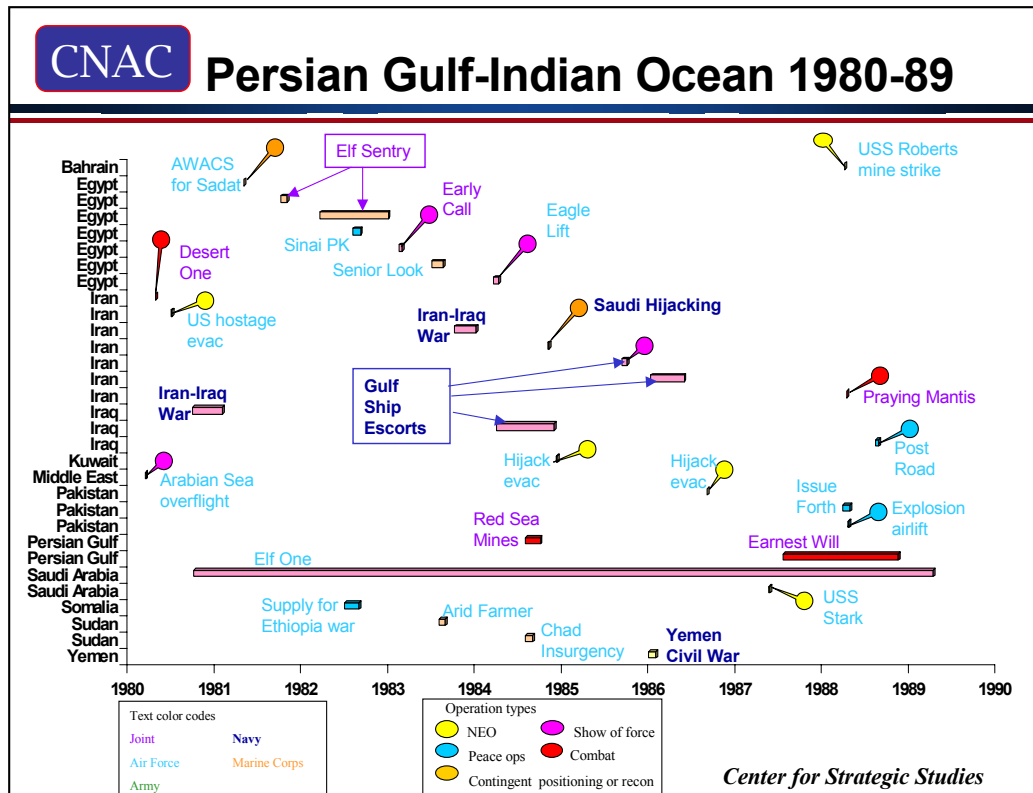 CNAC
Persian Gulf-Indian Ocean 1980-89
Bahrain
Egypt
Egypt
Egypt
Egypt
Egypt
Egypt
Egypt
Iran
Iran
Iran
Iran
Iran
Iran
Iran
Iraq
Iraq
Iraq
Kuwait
Middle East
Pakistan
Pakistan
Pakistan
Persian Gulf
Persian Gulf
Saudi Arabia
Saudi Arabia
Somalia
Sudan
Sudan
Yemen
AWACS
for Sadat
Elf Sentry
USS Roberts
mine strike
Early
Call
Eagle
Lift
Sinai PK
Desert
One
Senior Look
US hostage
evac
Iran-Iraq
War
Saudi Hijacking
Iran-Iraq
War
Gulf
Ship
Escorts
Praying Mantis
Post
Road
Arabian Sea
overflight
Hijack
evac
Hijack
evac
Issue
Forth
Explosion
airlift
Red Sea
Mines
Earnest Will
Elf One
Supply for
Ethiopia war
Arid Farmer
Chad
Insurgency
Yemen
Civil War
USS
Stark
1980 1981 1982 1983 1984 1985 1986 1987 1988 1989 1990
Text color codes
Joint Navy
Air Force Marine Corps
Army
Operation types
NEO Show of force
Peace ops Combat
Contingent positioning or recon
Center for Strategic Studies